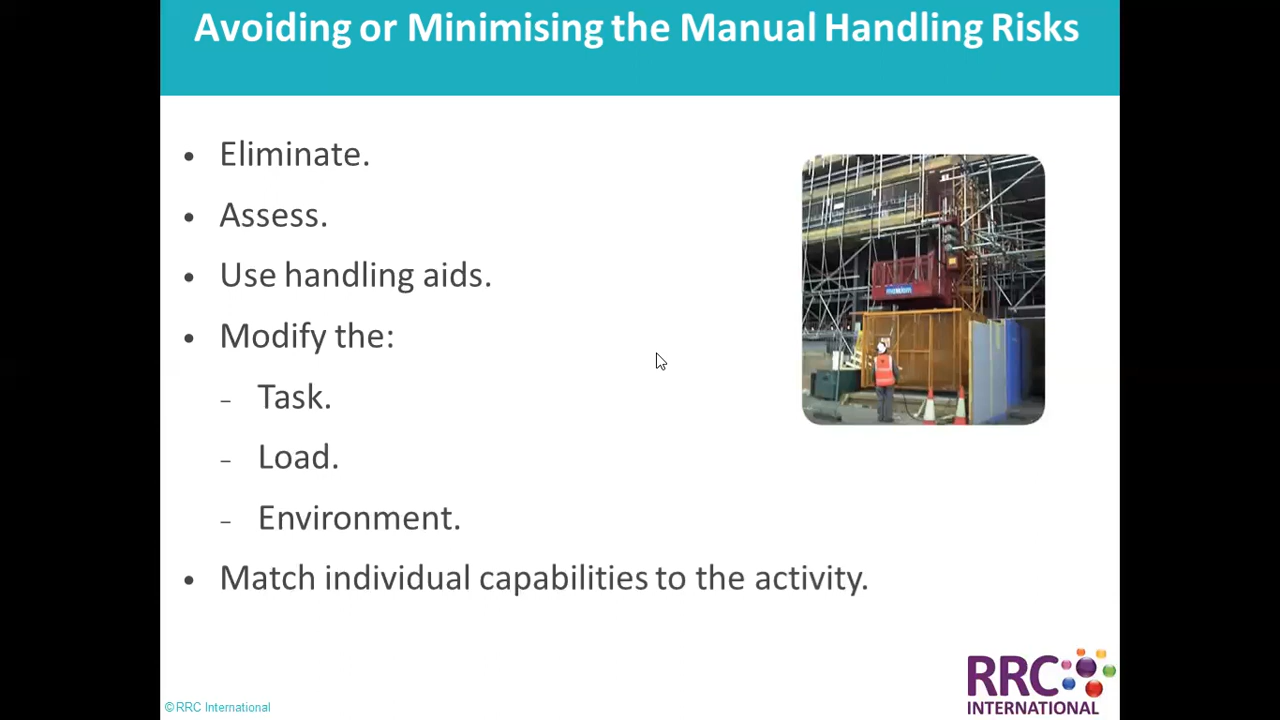 Avoiding or Minimising the Manual Handling Risks
• Eliminate.
• Assess.
• Use handling aids.
• Modify the:
– Task.
– Load.
– Environment.
• Match individual capabilities to the activity.
RRC
INTERNATIONAL
©RRC International